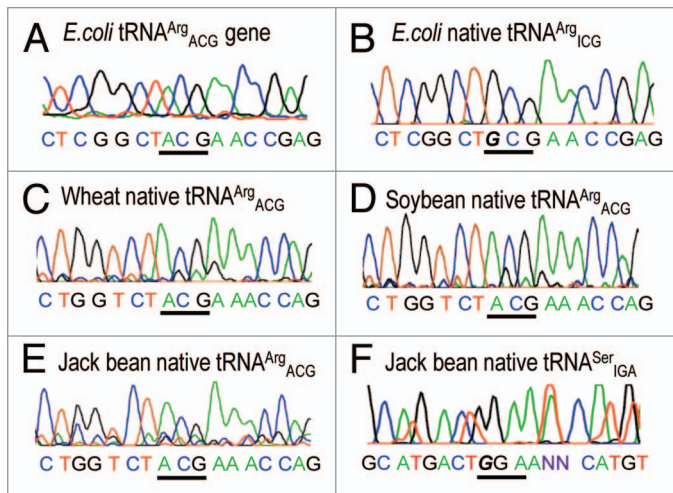 A E.coli tRNAArgACG gene
CTCGGCTACGAACCGAG
B E.coli native tRNAArgICG
CTCGGCTGCGAACCGAG
C Wheat native tRNAArgACG
CTGGTCTACGAAACCAG
D Soybean native tRNAArgACG
CTGGTCTACGAAACCAG
E Jack bean native tRNAArgACG
CTGGTCTACGAAACCAG
F Jack bean native tRNASerIGA
GCATGACTGGAANNCATGT